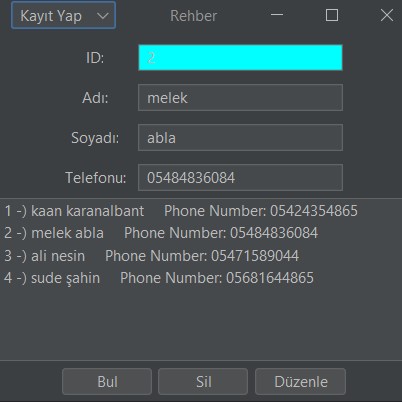 Kayıt Yap Rehber
ID: 2
Adı: melek
Soyadı: abla
Telefonu: 05484836084
1 -) kaan karanalbant Phone Number: 05424354865
2 -) melek abla Phone Number: 05484836084
3 -) ali nesin Phone Number: 05471589044
4 -) sude şahin Phone Number: 05681644865
Bul Sil Düzenle